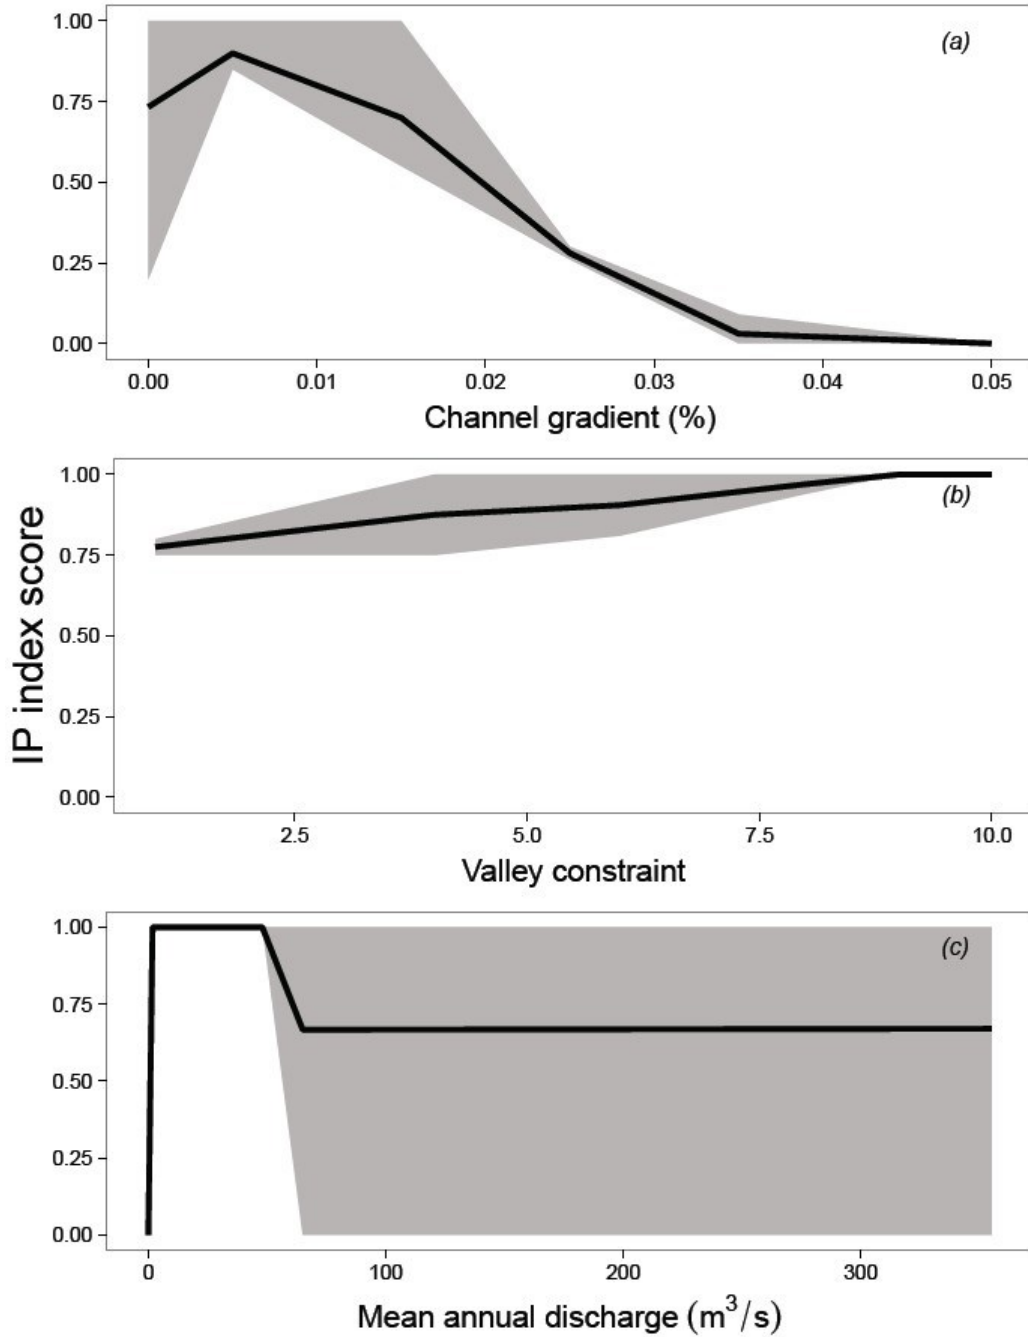 1.00
0.75
0.50
0.25
0.00
(a)
0.00 0.01 0.02 0.03 0.04 0.05
Channel gradient (%)
IP index score
1.00
0.75
0.50
0.25
0.00
(b)
2.5 5.0 7.5 10.0
Valley constraint
1.00
0.75
0.50
0.25
0.00
(c)
0 100 200 300
Mean annual discharge (m³/s)